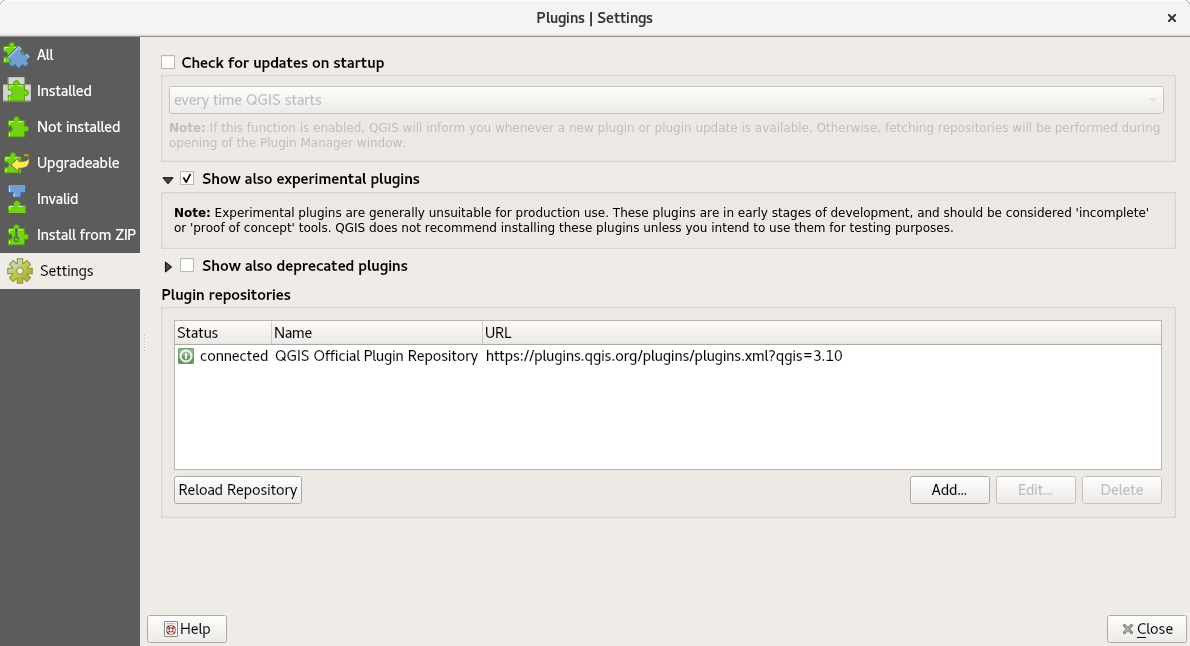 Plugins | Settings
All
Installed
Not installed
Upgradeable
Invalid
Install from ZIP
Settings
Check for updates on startup
every time QGIS starts
Note: If this function is enabled, QGIS will inform you whenever a new plugin or plugin update is available. Otherwise, fetching repositories will be performed during
opening of the Plugin Manager window.
Show also experimental plugins
Note: Experimental plugins are generally unsuitable for production use. These plugins are in early stages of development, and should be considered 'incomplete'
or 'proof of concept' tools. QGIS does not recommend installing these plugins unless you intend to use them for testing purposes.
Show also deprecated plugins
Plugin repositories
Status Name URL
connected QGIS Official Plugin Repository https://plugins.qgis.org/plugins/plugins.xml?qgis=3.10
Reload Repository Add... Edit... Delete
Help Close